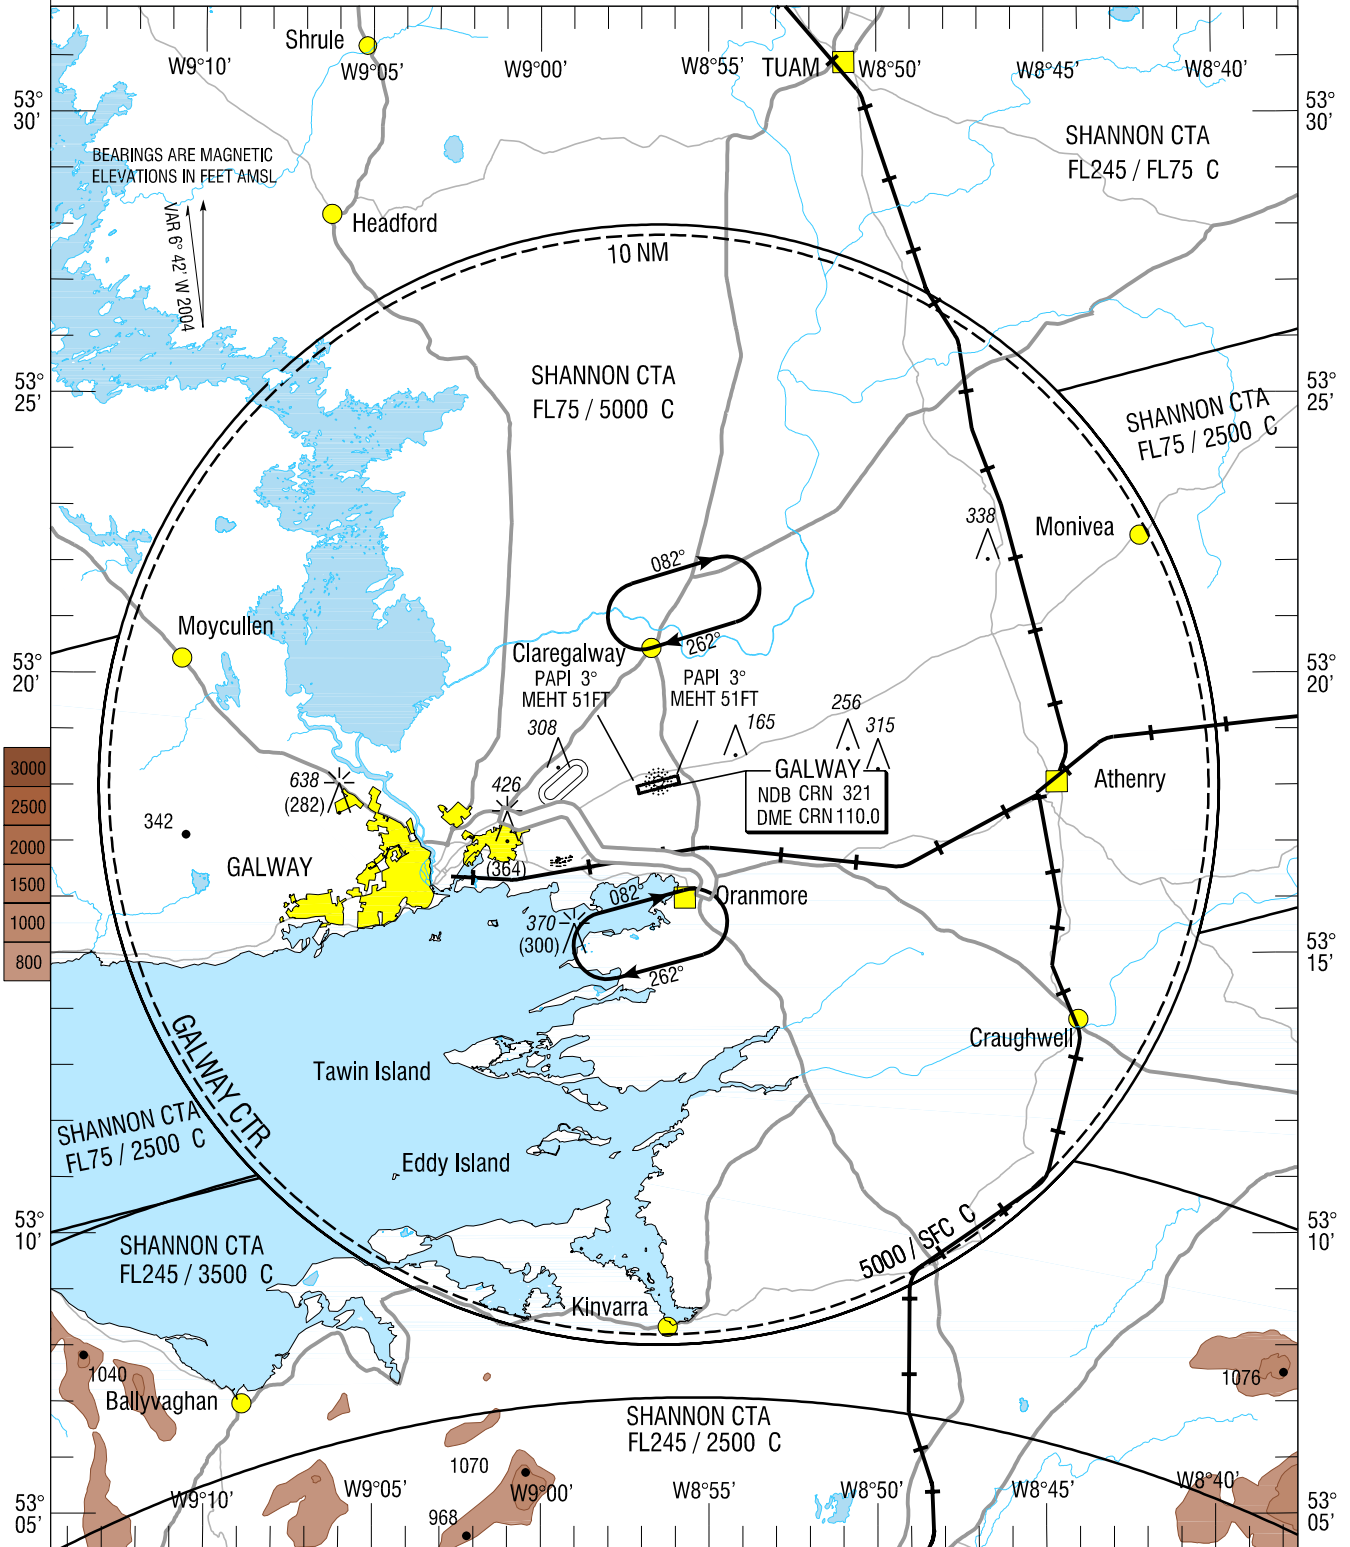 Shrule
W9°10'
W9°05'
W9°00'
W8°55'
TUAM
W8°50'
W8°45'
W8°40'
53°
30'
53°
30'
SHANNON CTA
FL245 / FL75 C
BEARINGS ARE MAGNETIC
ELEVATIONS IN FEET AMSL
VAR 6° 42' W 2004
Headford
10 NM
53°
25'
53°
25'
SHANNON CTA
FL75 / 5000 C
SHANNON CTA
FL75 / 2500 C
338
Monivea
082°
262°
Moycullen
Claregalway
53°
20'
53°
20'
PAPI 3°
MEHT 51FT
PAPI 3°
MEHT 51FT
308
165
256
315
3000
2500
2000
1500
1000
800
638
(282)
426
(364)
GALWAY
NDB CRN 321
DME CRN 110.0
Athenry
342
GALWAY
Oranmore
082°
370
(300)
262°
53°
15'
53°
15'
Craughwell
GALWAY CTR
Tawin Island
SHANNON CTA
FL75 / 2500 C
Eddy Island
53°
10'
53°
10'
5000 / SFC C
SHANNON CTA
FL245 / 3500 C
Kinvarra
1040
Ballyvaghan
1076
SHANNON CTA
FL245 / 2500 C
1070
968
W9°10'
W9°05'
W9°00'
W8°55'
W8°50'
W8°45'
W8°40'
53°
05'
53°
05'